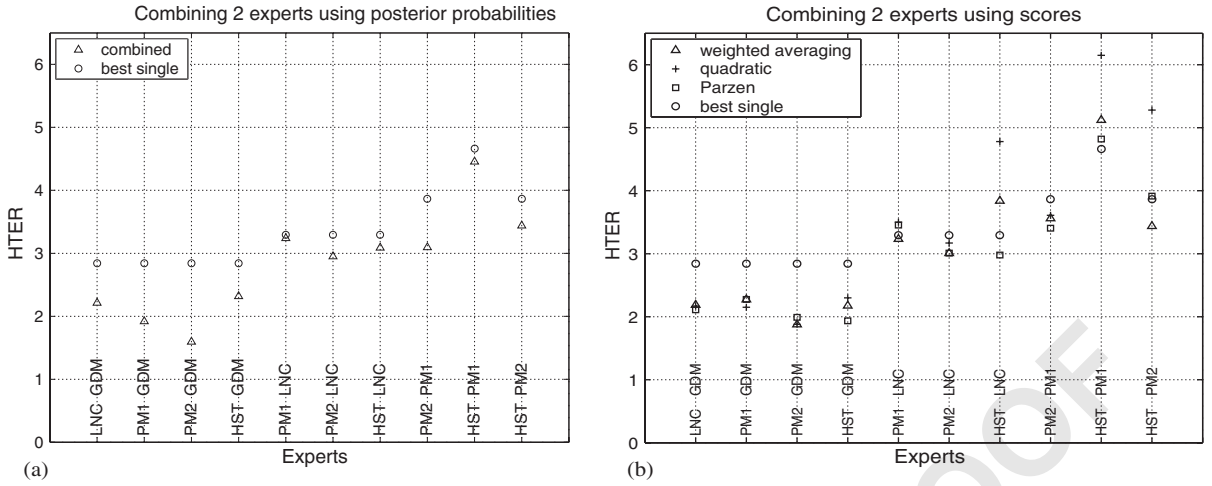 Combining 2 experts using posterior probabilities
combined
best single
HTER
6
5
4
3
2
1
0
LNC GDM
PM1 GDM
PM2 GDM
HST GDM
PM1 LNC
PM2 LNC
HST LNC
PM2 PM1
HST PM1
HST PM2
Experts
(a)
Combining 2 experts using scores
weighted averaging
quadratic
Parzen
best single
HTER
6
5
4
3
2
1
0
LNC GDM
PM1 GDM
PM2 GDM
HST GDM
PM1 LNC
PM2 LNC
HST LNC
PM2 PM1
HST PM1
HST PM2
Experts
(b)
OOF